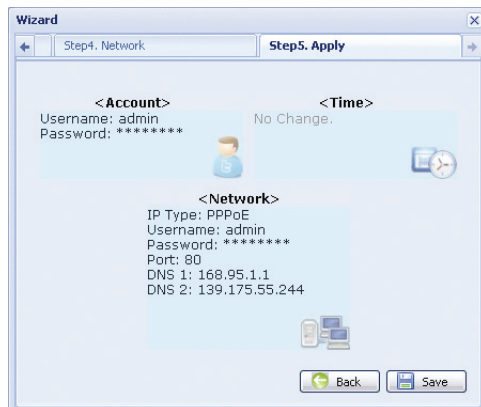 Wizard
Step4. Network
Step5. Apply
<Account>
Username: admin
Password: ********
<Time>
No Change.
<Network>
IP Type: PPPoE
Username: admin
Password: ********
Port: 80
DNS 1: 168.95.1.1
DNS 2: 139.175.55.244
Back
Save